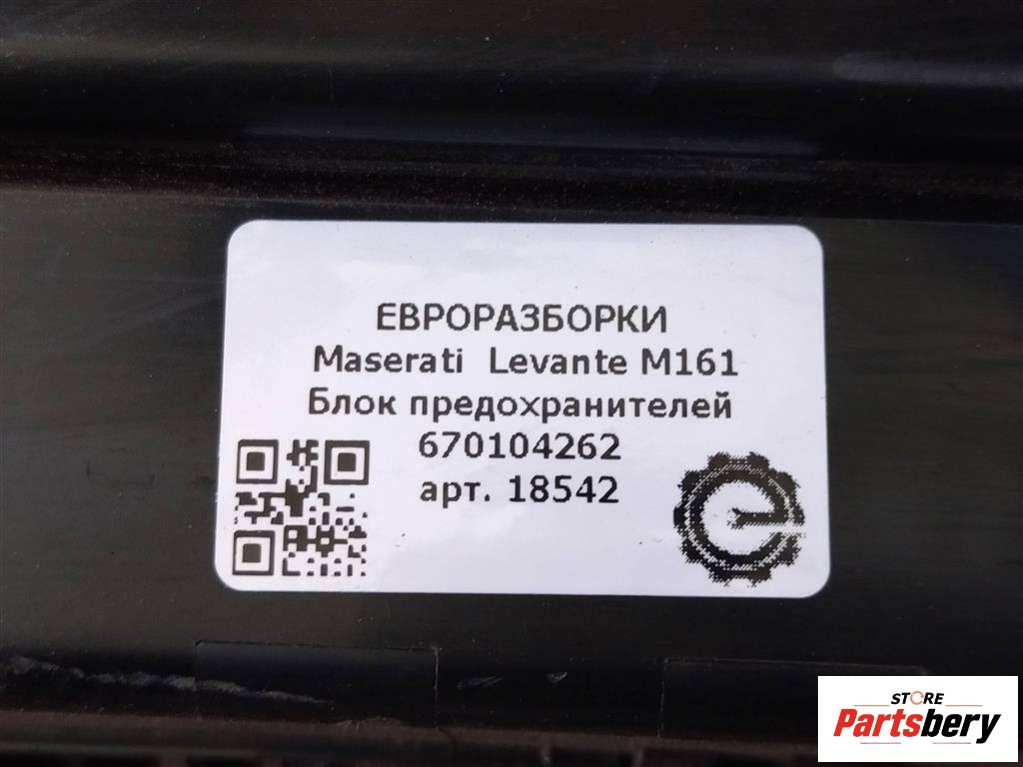 ЕВРОРАЗБОРКИ
Maserati Levante M161
Блок предохранителей
670104262
арт. 18542
STORE
Partsbery